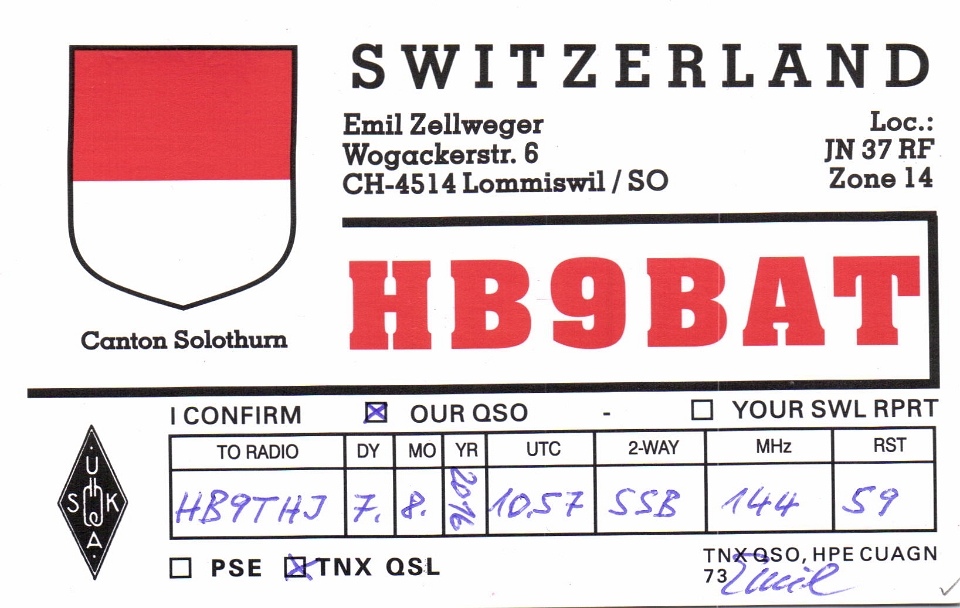 SWITZERLAND
Emil Zellweger
Wogackerstr. 6
CH-4514 Lommiswil / SO
Loc.:
JN 37 RF
Zone 14
HB9BAT
Canton Solothurn
I CONFIRM ☒ OUR QSO - ☐ YOUR SWL RPRT
TO RADIO DY MO YR UTC 2-WAY MHz RST
HB9THJ 7. 8. 2016 10.57 SSB 144 59
U
S K
A
☐ PSE ☒ TNX QSL
TNX QSO, HPE CUAGN
73 Emil